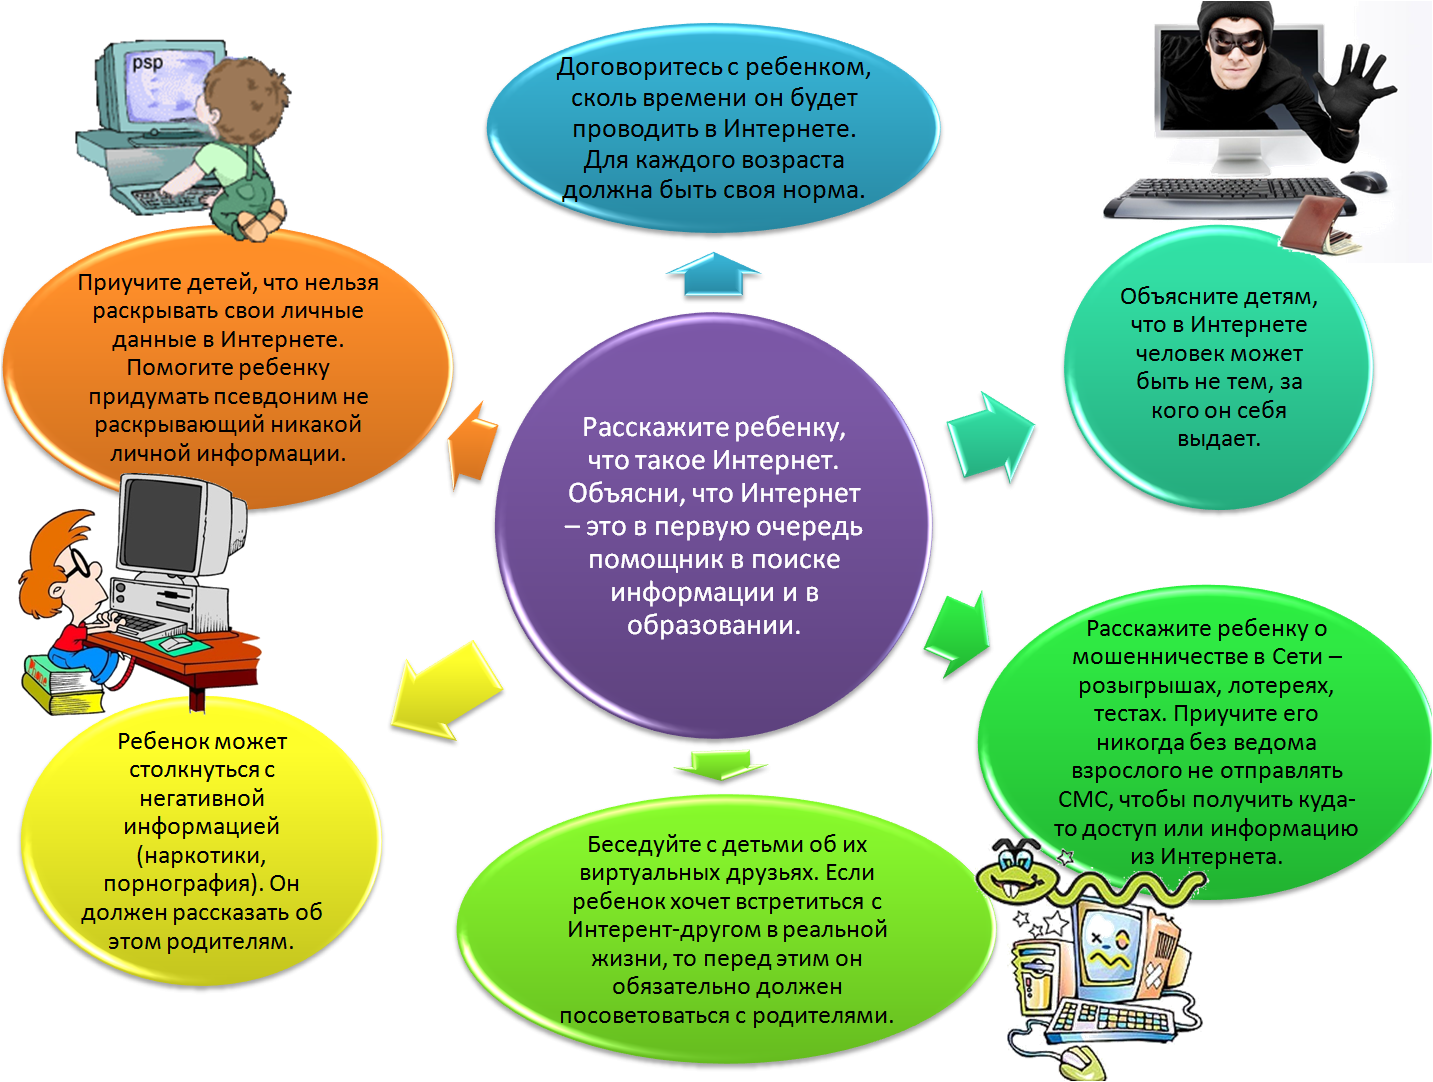 psp
Договоритесь с ребенком,
сколь времени он будет
проводить в Интернете.
Для каждого возраста
должна быть своя норма.
Приучите детей, что нельзя
раскрывать свои личные
данные в Интернете.
Помогите ребенку
придумать псевдоним не
раскрывающий никакой
личной информации.
Объясните детям,
что в Интернете
человек может
быть не тем, за
кого он себя
выдает.
Расскажите ребенку,
что такое Интернет.
Объясни, что Интернет
– это в первую очередь
помощник в поиске
информации и в
образовании.
Расскажите ребенку о
мошенничестве в Сети –
розыгрышах, лотереях,
тестах. Приучите его
никогда без ведома
взрослого не отправлять
СМС, чтобы получить куда-
то доступ или информацию
из Интернета.
Ребенок может
столкнуться с
негативной
информацией
(наркотики,
порнография). Он
должен рассказать об
этом родителям.
Беседуйте с детьми об их
виртуальных друзьях. Если
ребенок хочет встретиться с
Интерент-другом в реальной
жизни, то перед этим он
обязательно должен
посоветоваться с родителями.